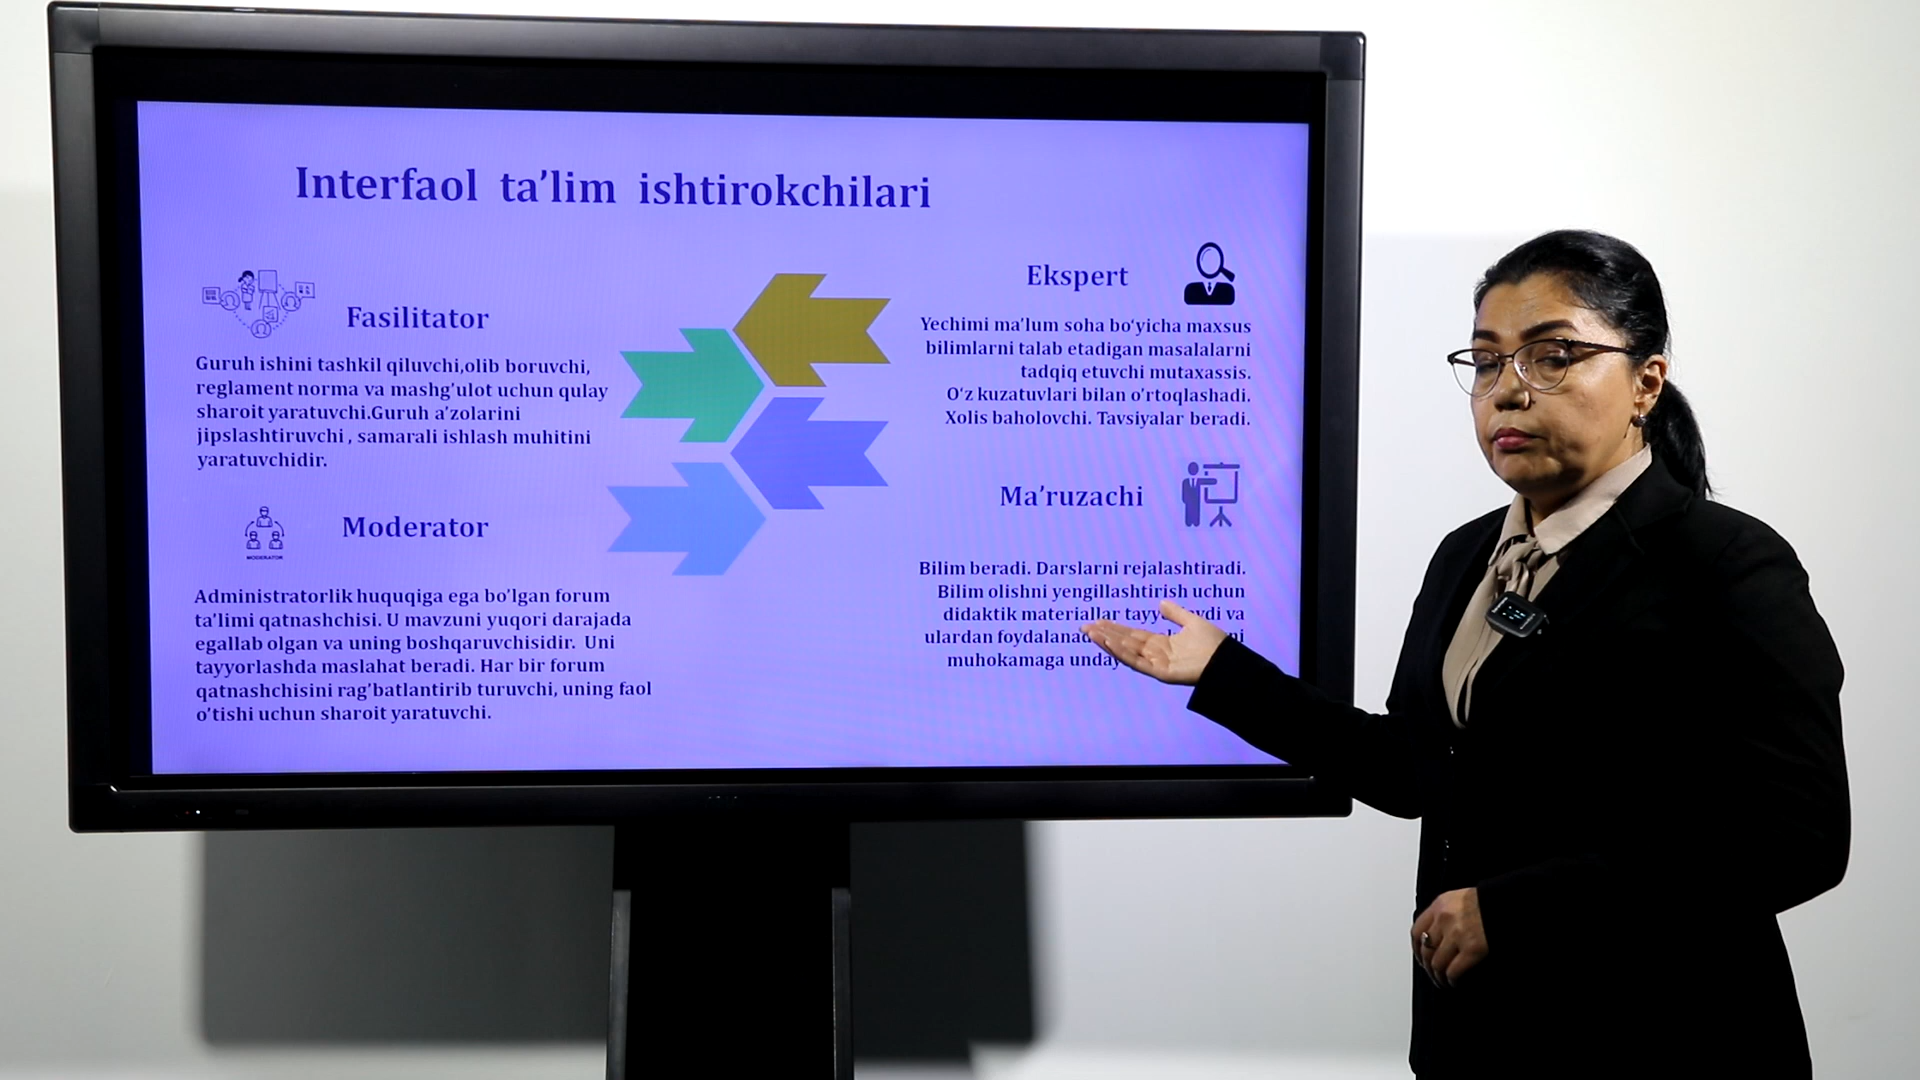 Interfaol ta’lim ishtirokchilari
Fasilitator
Guruh ishini tashkil qiluvchi,olib boruvchi,
reglament norma va mashg’ulot uchun qulay
sharoit yaratuvchi.Guruh a’zolarini
jipslashtiruvchi , samarali ishlash muhitini
yaratuvchidir.
MODERATOR
Moderator
Administratorlik huquqiga ega bo’lgan forum
ta’limi qatnashchisi. U mavzuni yuqori darajada
egallab olgan va uning boshqaruvchisidir. Uni
tayyorlashda maslahat beradi. Har bir forum
qatnashchisini rag’batlantirib turuvchi, uning faol
o’tishi uchun sharoit yaratuvchi.
Ekspert
Yechimi ma’lum soha bo‘yicha maxsus
bilimlarni talab etadigan masalalarni
tadqiq etuvchi mutaxassis.
O‘z kuzatuvlari bilan o’rtoqlashadi.
Xolis baholovchi. Tavsiyalar beradi.
Ma’ruzachi
Bilim beradi. Darslarni rejalashtiradi.
Bilim olishni yengillashtirish uchun
didaktik materiallar va
ulardan
muhokamaga